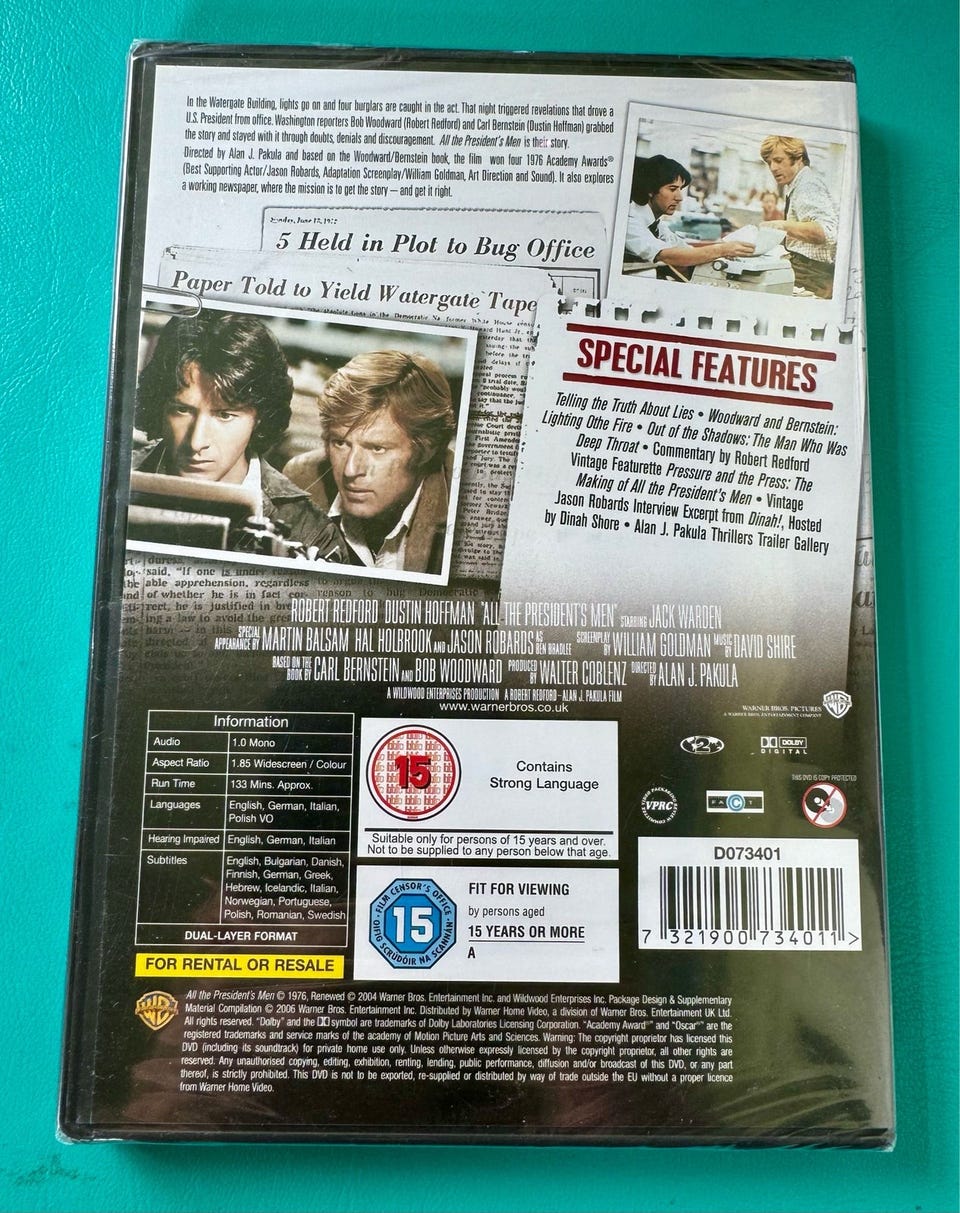 In the Watergate Building, lights go on and four burglars are caught in the act. That night triggered revelations that drove a
U.S. President from office. Washington reporters Bob Woodward (Robert Redford) and Carl Bernstein (Dustin Hoffman) grabbed
the story and stayed with it through doubts, denials and discouragement. All the President's Men is their story.
Directed by Alan J. Pakula and based on the Woodward/Bernstein book, the film won four 1976 Academy Awards®
(Best Supporting Actor/Jason Robards, Adaptation Screenplay/William Goldman, Art Direction and Sound). It also explores
a working newspaper, where the mission is to get the story – and get it right.
5 Held in Plot to Bug Office
Paper Told to Yield Watergate Tape
SPECIAL FEATURES
Telling the Truth About Lies • Woodward and Bernstein:
Lighting Othe Fire • Out of the Shadows: The Man Who Was
Deep Throat • Commentary by Robert Redford
Vintage Featurette Pressure and the Press: The
Making of All the President's Men • Vintage
Jason Robards Interview Excerpt from Dinah!, Hosted
by Dinah Shore • Alan J. Pakula Thrillers Trailer Gallery
said, "If one is under
able apprehension, regardless
of whether he is in fact
he is justified in
ing a law to avoid the
ROBERT REDFORD DUSTIN HOFFMAN "ALL THE PRESIDENT'S MEN" STARRING JACK WARDEN
SPECIAL APPEARANCE BY MARTIN BALSAM HAL HOLBROOK AND JASON ROBARDS AS BEN BRADLEE SCREENPLAY BY WILLIAM GOLDMAN MUSIC BY DAVID SHIRE
BASED ON THE BOOK BY CARL BERNSTEIN AND BOB WOODWARD PRODUCED BY WALTER COBLENZ DIRECTED BY ALAN J. PAKULA
A WILDWOOD ENTERPRISES PRODUCTION A ROBERT REDFORD-ALAN J. PAKULA FILM
www.warnerbros.co.uk
WARNER BROS. PICTURES
A WARNER BROS. ENTERTAINMENT COMPANY
Information
Audio 1.0 Mono
Aspect Ratio 1.85 Widescreen / Colour
Run Time 133 Mins. Approx.
Languages English, German, Italian,
Polish VO
Hearing Impaired English, German, Italian
Subtitles English, Bulgarian, Danish,
Finnish, German, Greek,
Hebrew, Icelandic, Italian,
Norwegian, Portuguese,
Polish, Romanian, Swedish
DUAL-LAYER FORMAT
FOR RENTAL OR RESALE
15
Contains
Strong Language
Suitable only for persons of 15 years and over.
Not to be supplied to any person below that age.
FILM CENSOR'S OFFICE
15
OIFIG SCRÚDÓIR NA SCANNÁN
FIT FOR VIEWING
by persons aged
15 YEARS OR MORE
A
2
DOLBY
DIGITAL
THIS DVD IS COPY PROTECTED
VPRC
VIDEO PACKAGING REVIEW COMMITTEE
FACT
D073401
7 321900 734011 >
All the President's Men © 1976, Renewed © 2004 Warner Bros. Entertainment Inc. and Wildwood Enterprises Inc. Package Design & Supplementary
Material Compilation © 2006 Warner Bros. Entertainment Inc. Distributed by Warner Home Video, a division of Warner Bros. Entertainment UK Ltd.
All rights reserved. "Dolby" and the symbol are trademarks of Dolby Laboratories Licensing Corporation. "Academy Award®" and "Oscar®" are the
registered trademarks and service marks of the academy of Motion Picture Arts and Sciences. Warning: The copyright proprietor has licensed this
DVD (including its soundtrack) for private home use only. Unless otherwise expressly licensed by the copyright proprietor, all other rights are
reserved. Any unauthorised copying, editing, exhibition, renting, lending, public performance, diffusion and/or broadcast of this DVD, or any part
thereof, is strictly prohibited. This DVD is not to be exported, re-supplied or distributed by way of trade outside the EU without a proper licence
from Warner Home Video.